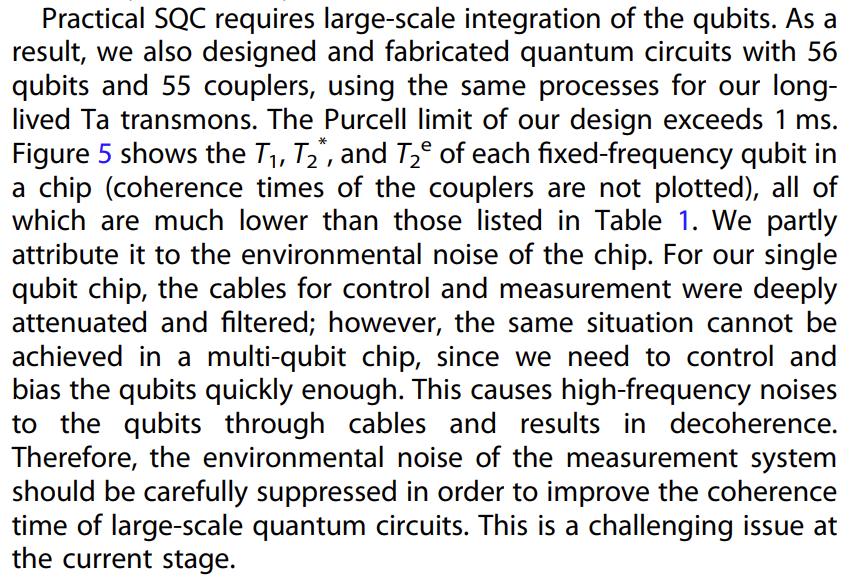 Practical SQC requires large-scale integration of the qubits. As a
result, we also designed and fabricated quantum circuits with 56
qubits and 55 couplers, using the same processes for our long-
lived Ta transmons. The Purcell limit of our design exceeds 1 ms.
Figure 5 shows the T₁, T₂*, and T₂ᵉ of each fixed-frequency qubit in
a chip (coherence times of the couplers are not plotted), all of
which are much lower than those listed in Table 1. We partly
attribute it to the environmental noise of the chip. For our single
qubit chip, the cables for control and measurement were deeply
attenuated and filtered; however, the same situation cannot be
achieved in a multi-qubit chip, since we need to control and
bias the qubits quickly enough. This causes high-frequency noises
to the qubits through cables and results in decoherence.
Therefore, the environmental noise of the measurement system
should be carefully suppressed in order to improve the coherence
time of large-scale quantum circuits. This is a challenging issue at
the current stage.